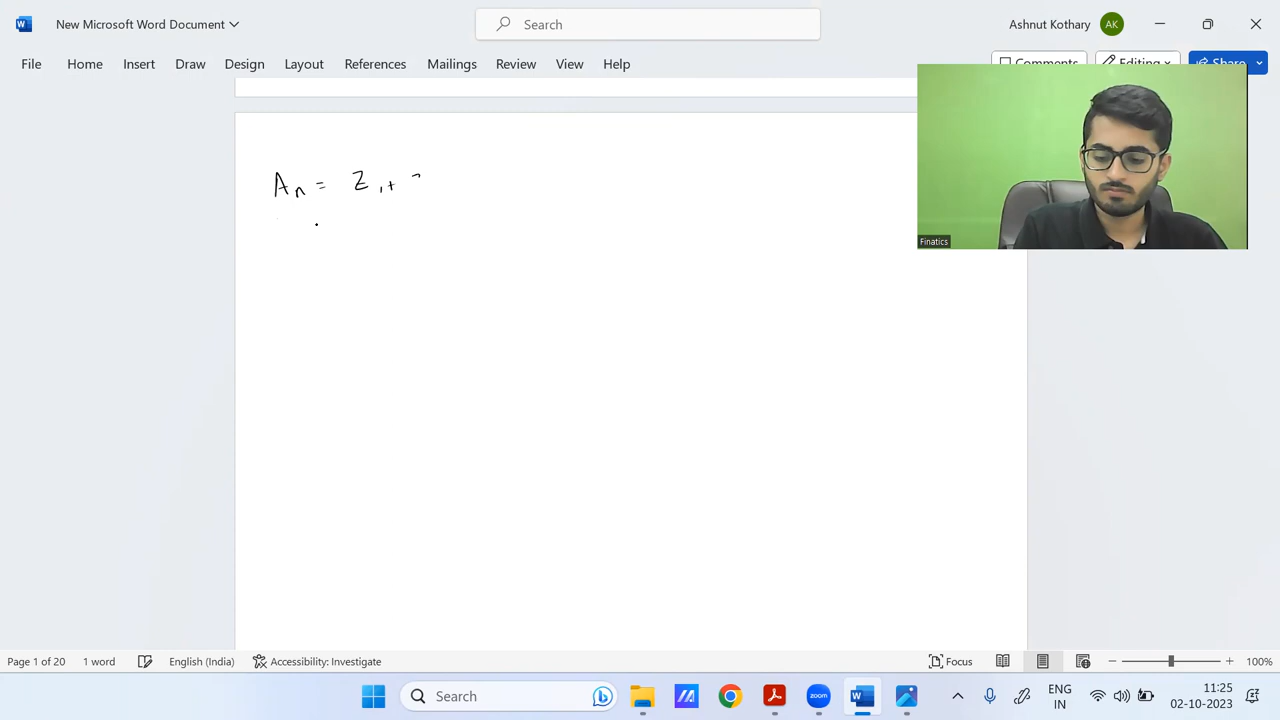 New Microsoft Word Document
Search
Ashnut Kothary
AK
File Home Insert Draw Design Layout References Mailings Review View Help
Comments
Editing
Share
Finatics
An = Z1+
Page 1 of 20
1 word
English (India)
Accessibility: Investigate
Focus
100%
Search
ENG
IN
11:25
02-10-2023